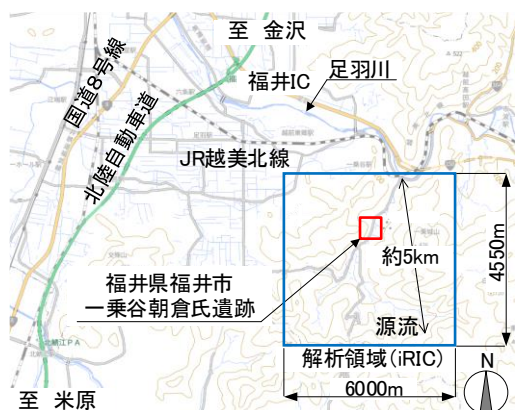 至 金沢
足羽川
福井IC
国道8号線
北陸自動車道
JR越美北線
約5km
4550m
福井県福井市
一乗谷朝倉氏遺跡
源流
解析領域(iRIC)
6000m
N
至 米原